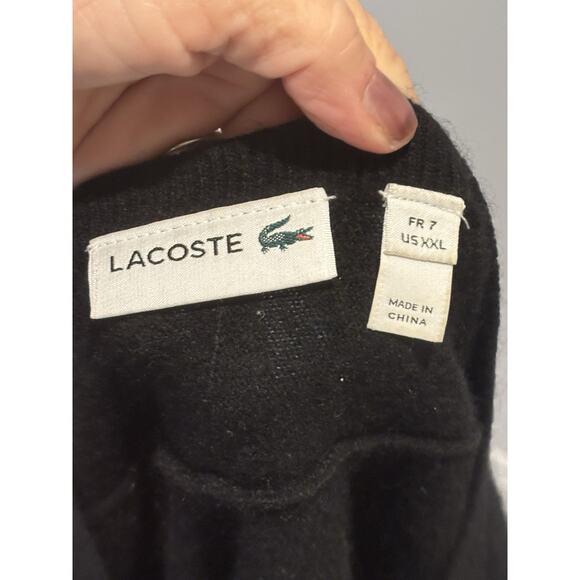 LACOSTE
FR 7
US XXL
MADE IN
CHINA